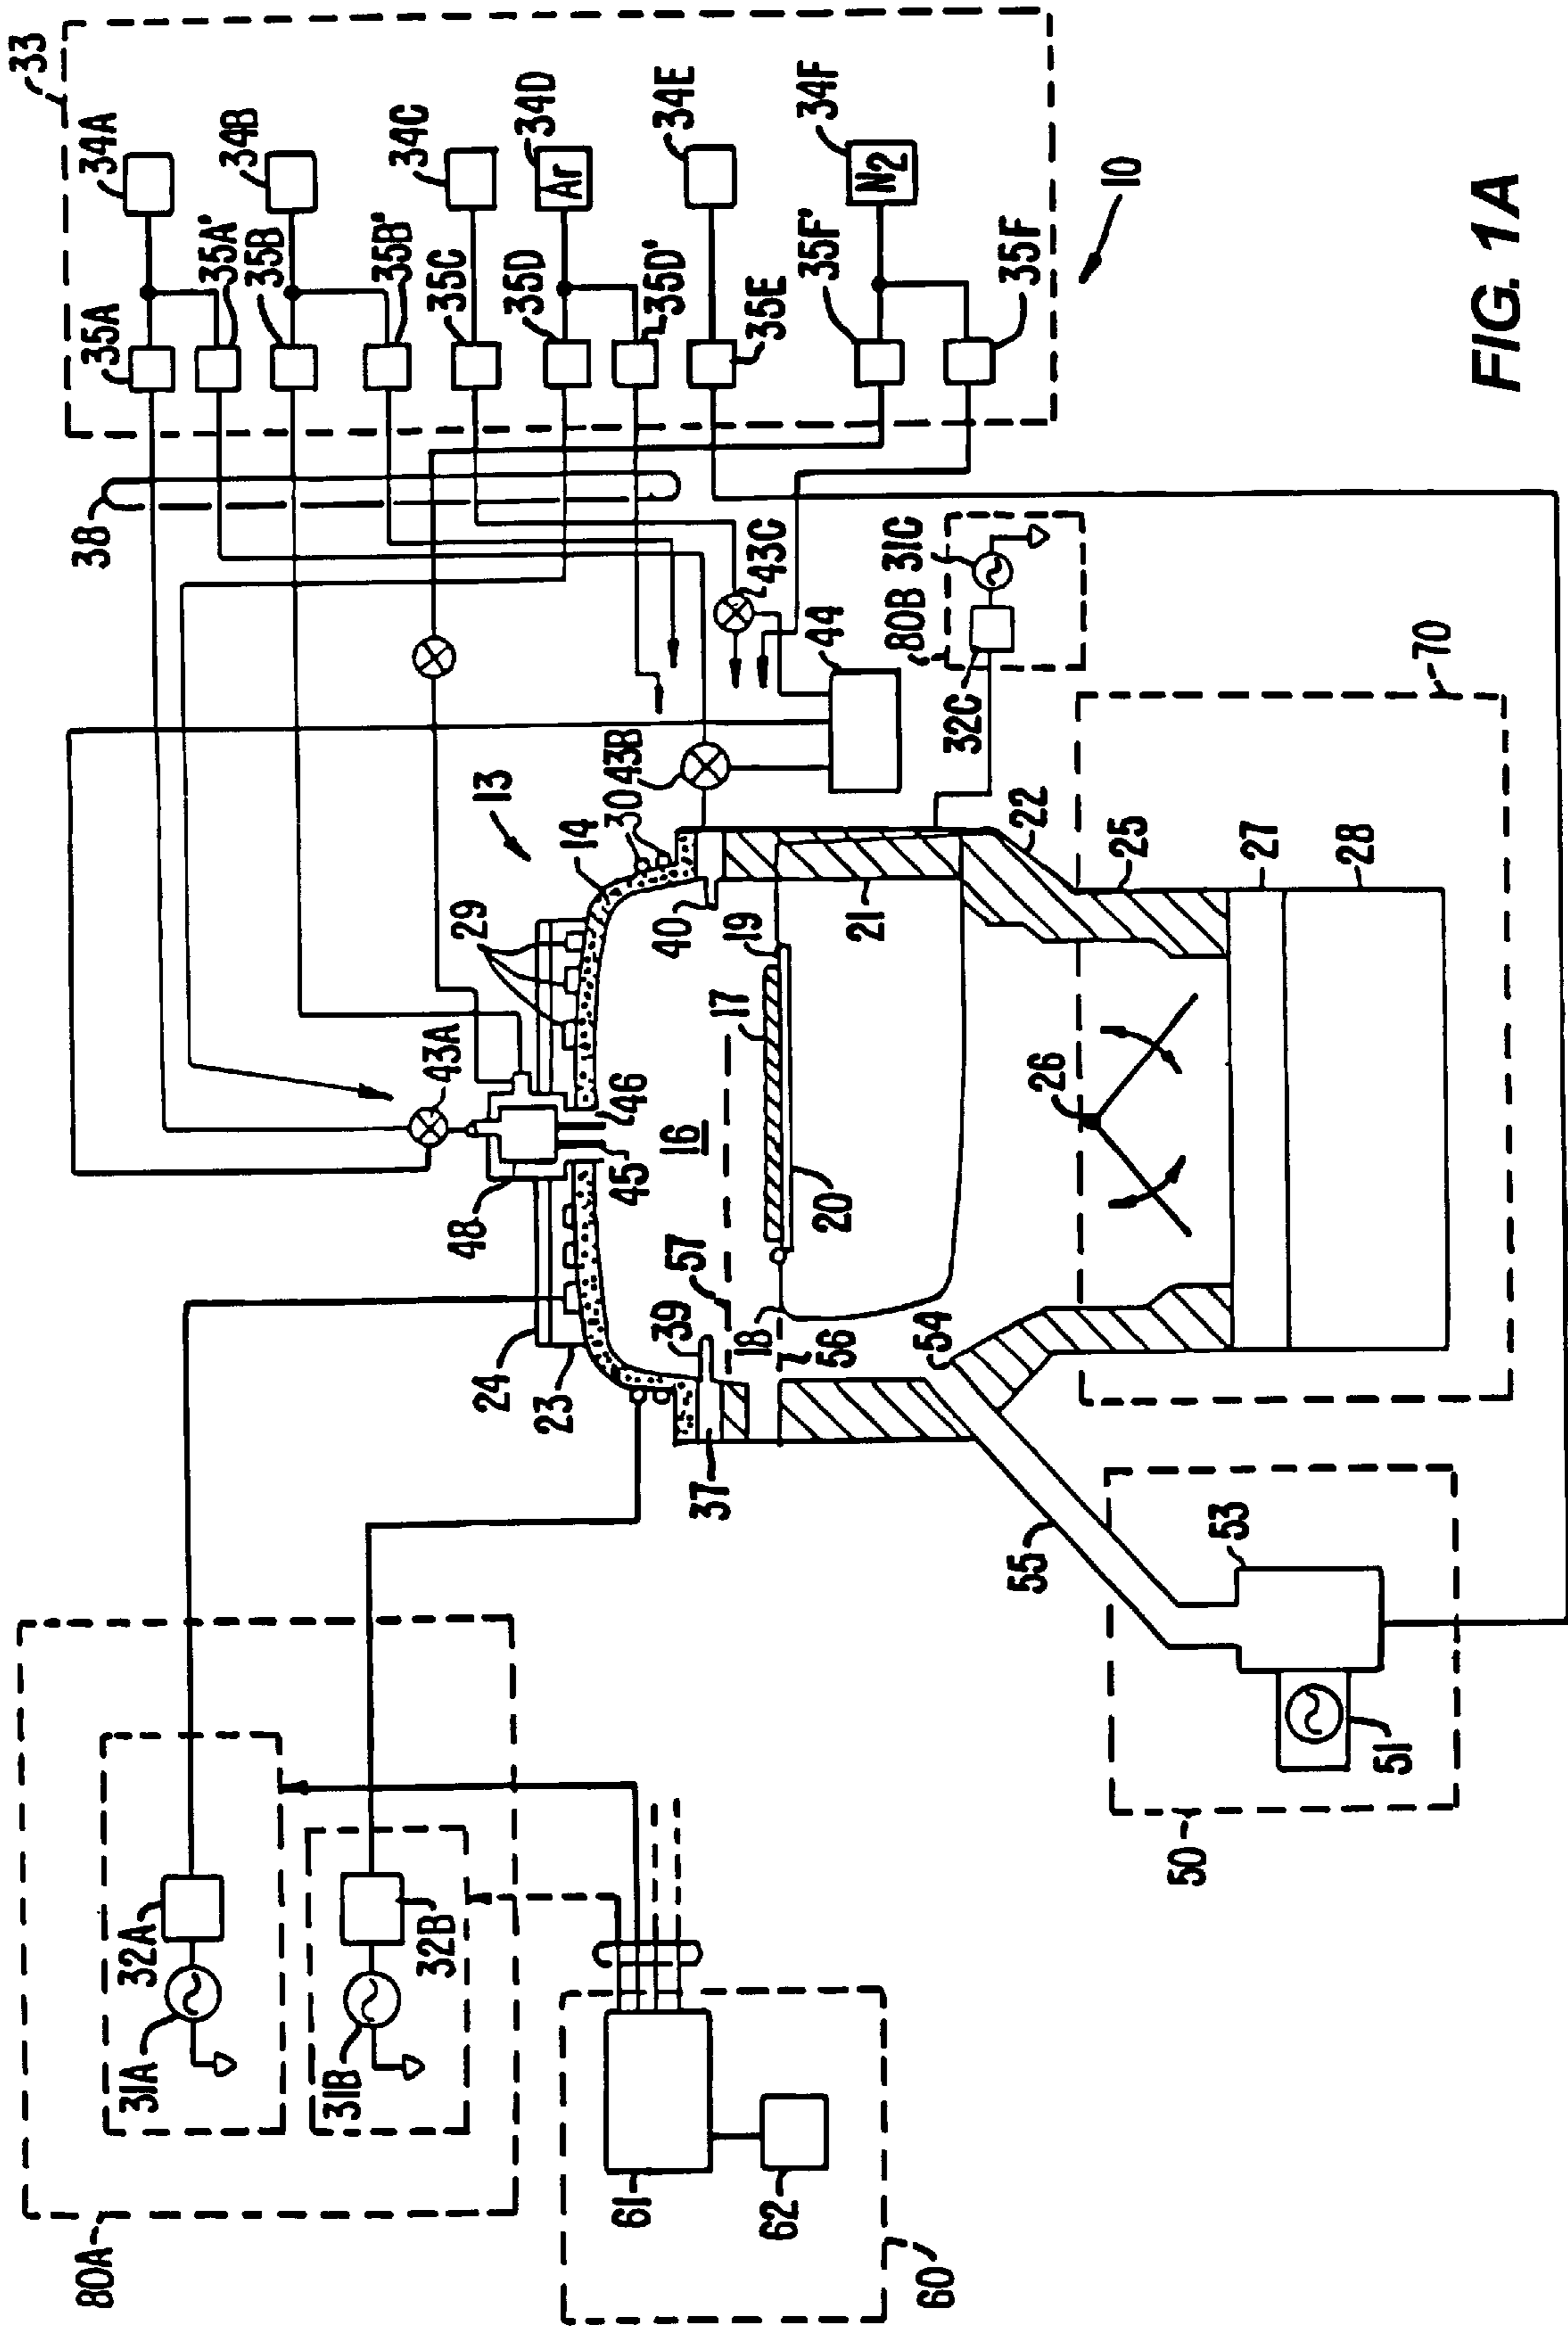 33
34A
34B
34C
34D
34E
34F
Ar
N2
35A
35A'
35B
35B'
35C
35D
35D'
35E
35F'
35F
10
FIG. 1A
38
43C
44
80B
31C
32C
70
43B
30
13
14
29
40
19
17
21
22
25
27
28
26
43A
46
45
16
48
20
57
18
56
39
54
24
23
37
55
53
51
50
80A
32A
31A
32B
31B
61
62
60